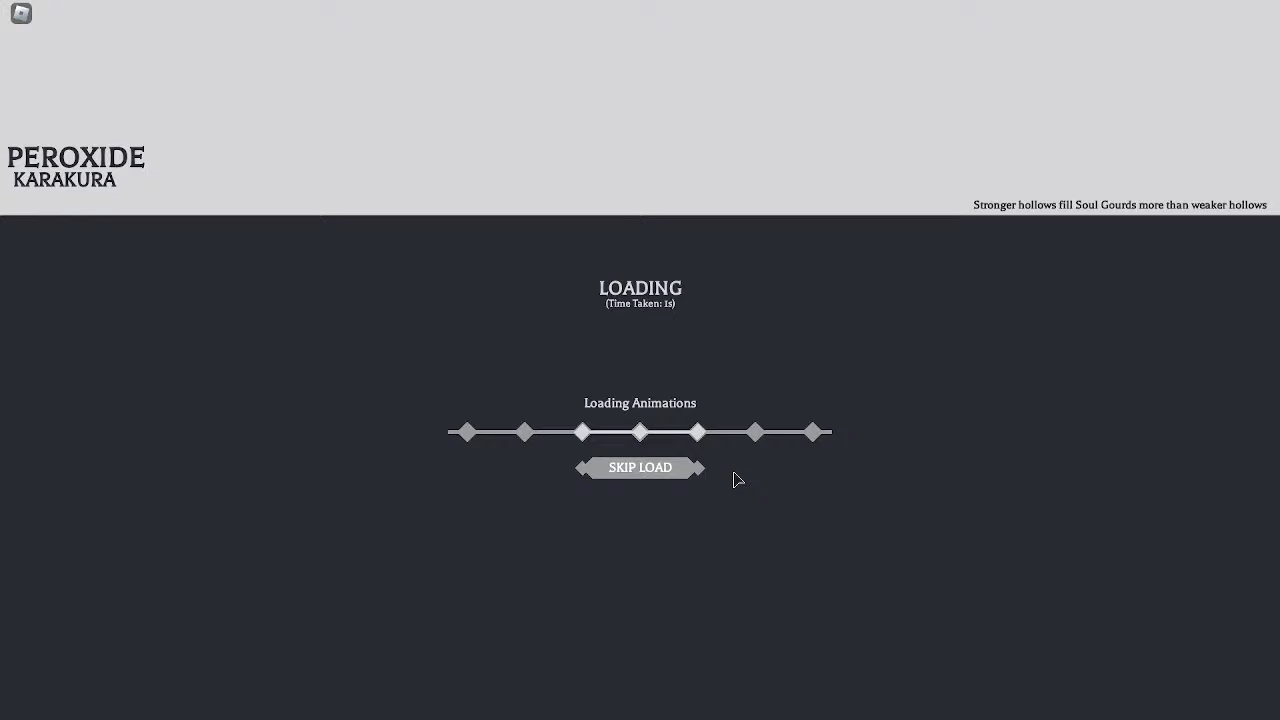 PEROXIDE
KARAKURA
Stronger hollows fill Soul Gourds more than weaker hollows
LOADING
(Time Taken: 1s)
Loading Animations
SKIP LOAD